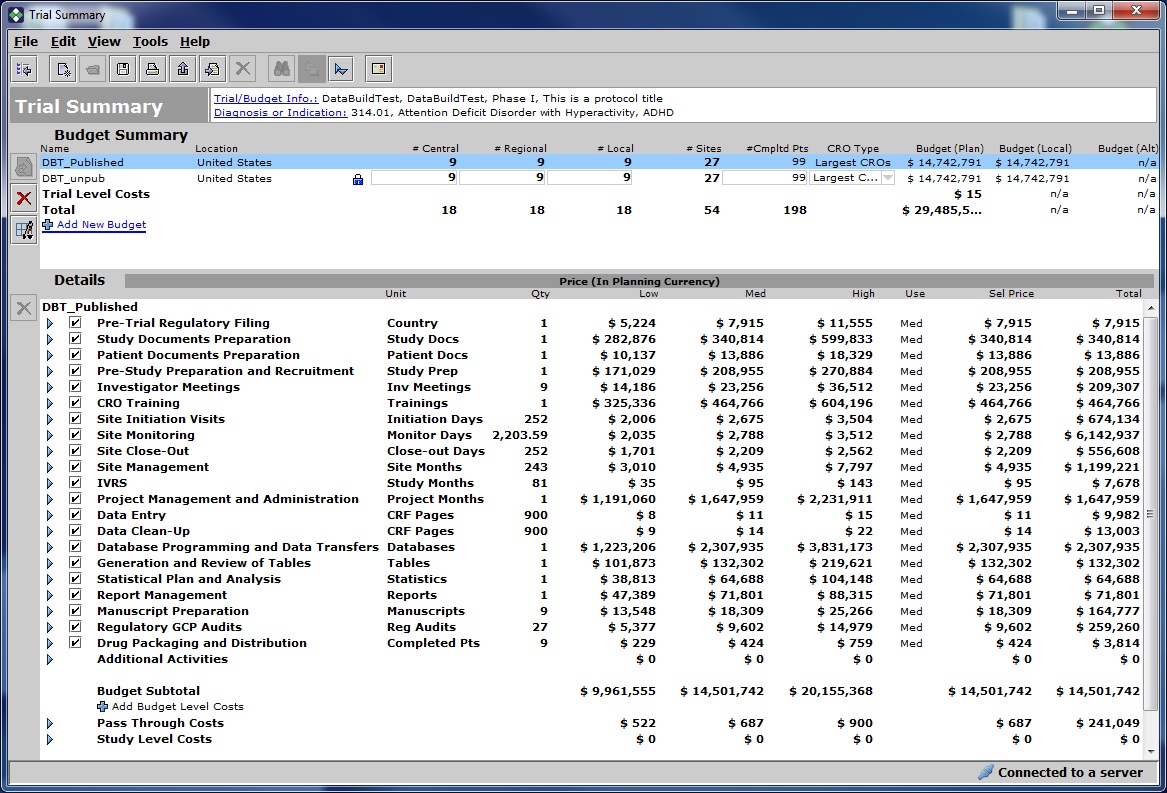 Trial Summary
File Edit View Tools Help
Trial Summary
Trial/Budget Info.: DataBuildTest, DataBuildTest, Phase I, This is a protocol title
Diagnosis or Indication: 314.01, Attention Deficit Disorder with Hyperactivity, ADHD
Budget Summary
Name Location # Central # Regional # Local # Sites #Cmpltd Pts CRO Type Budget (Plan) Budget (Local) Budget (Alt)
DBT_Published United States 9 9 9 27 99 Largest CROs $ 14,742,791 $ 14,742,791 n/a
DBT_unpub United States 9 9 9 27 99 Largest C... $ 14,742,791 $ 14,742,791 n/a
Trial Level Costs $ 15 n/a n/a
Total 18 18 18 54 198 $ 29,485,5... n/a n/a
Add New Budget
Details Price (In Planning Currency)
Unit Qty Low Med High Use Sel Price Total
DBT_Published
Pre-Trial Regulatory Filing Country 1 $ 5,224 $ 7,915 $ 11,555 Med $ 7,915 $ 7,915
Study Documents Preparation Study Docs 1 $ 282,876 $ 340,814 $ 599,833 Med $ 340,814 $ 340,814
Patient Documents Preparation Patient Docs 1 $ 10,137 $ 13,886 $ 18,329 Med $ 13,886 $ 13,886
Pre-Study Preparation and Recruitment Study Prep 1 $ 171,029 $ 208,955 $ 270,884 Med $ 208,955 $ 208,955
Investigator Meetings Inv Meetings 9 $ 14,186 $ 23,256 $ 36,512 Med $ 23,256 $ 209,307
CRO Training Trainings 1 $ 325,336 $ 464,766 $ 604,196 Med $ 464,766 $ 464,766
Site Initiation Visits Initiation Days 252 $ 2,006 $ 2,675 $ 3,504 Med $ 2,675 $ 674,134
Site Monitoring Monitor Days 2,203.59 $ 2,035 $ 2,788 $ 3,512 Med $ 2,788 $ 6,142,937
Site Close-Out Close-out Days 252 $ 1,701 $ 2,209 $ 2,562 Med $ 2,209 $ 556,608
Site Management Site Months 243 $ 3,010 $ 4,935 $ 7,797 Med $ 4,935 $ 1,199,221
IVRS Study Months 81 $ 35 $ 95 $ 143 Med $ 95 $ 7,678
Project Management and Administration Project Months 1 $ 1,191,060 $ 1,647,959 $ 2,231,911 Med $ 1,647,959 $ 1,647,959
Data Entry CRF Pages 900 $ 8 $ 11 $ 15 Med $ 11 $ 9,982
Data Clean-Up CRF Pages 900 $ 9 $ 14 $ 22 Med $ 14 $ 13,003
Database Programming and Data Transfers Databases 1 $ 1,223,206 $ 2,307,935 $ 3,831,173 Med $ 2,307,935 $ 2,307,935
Generation and Review of Tables Tables 1 $ 101,873 $ 132,302 $ 219,621 Med $ 132,302 $ 132,302
Statistical Plan and Analysis Statistics 1 $ 38,813 $ 64,688 $ 104,148 Med $ 64,688 $ 64,688
Report Management Reports 1 $ 47,389 $ 71,801 $ 88,315 Med $ 71,801 $ 71,801
Manuscript Preparation Manuscripts 9 $ 13,548 $ 18,309 $ 25,266 Med $ 18,309 $ 164,777
Regulatory GCP Audits Reg Audits 27 $ 5,377 $ 9,602 $ 14,979 Med $ 9,602 $ 259,260
Drug Packaging and Distribution Completed Pts 9 $ 229 $ 424 $ 759 Med $ 424 $ 3,814
Additional Activities $ 0 $ 0 $ 0 $ 0 $ 0
Budget Subtotal $ 9,961,555 $ 14,501,742 $ 20,155,368 $ 14,501,742 $ 14,501,742
Add Budget Level Costs
Pass Through Costs $ 522 $ 687 $ 900 $ 687 $ 241,049
Study Level Costs $ 0 $ 0 $ 0 $ 0 $ 0
Connected to a server